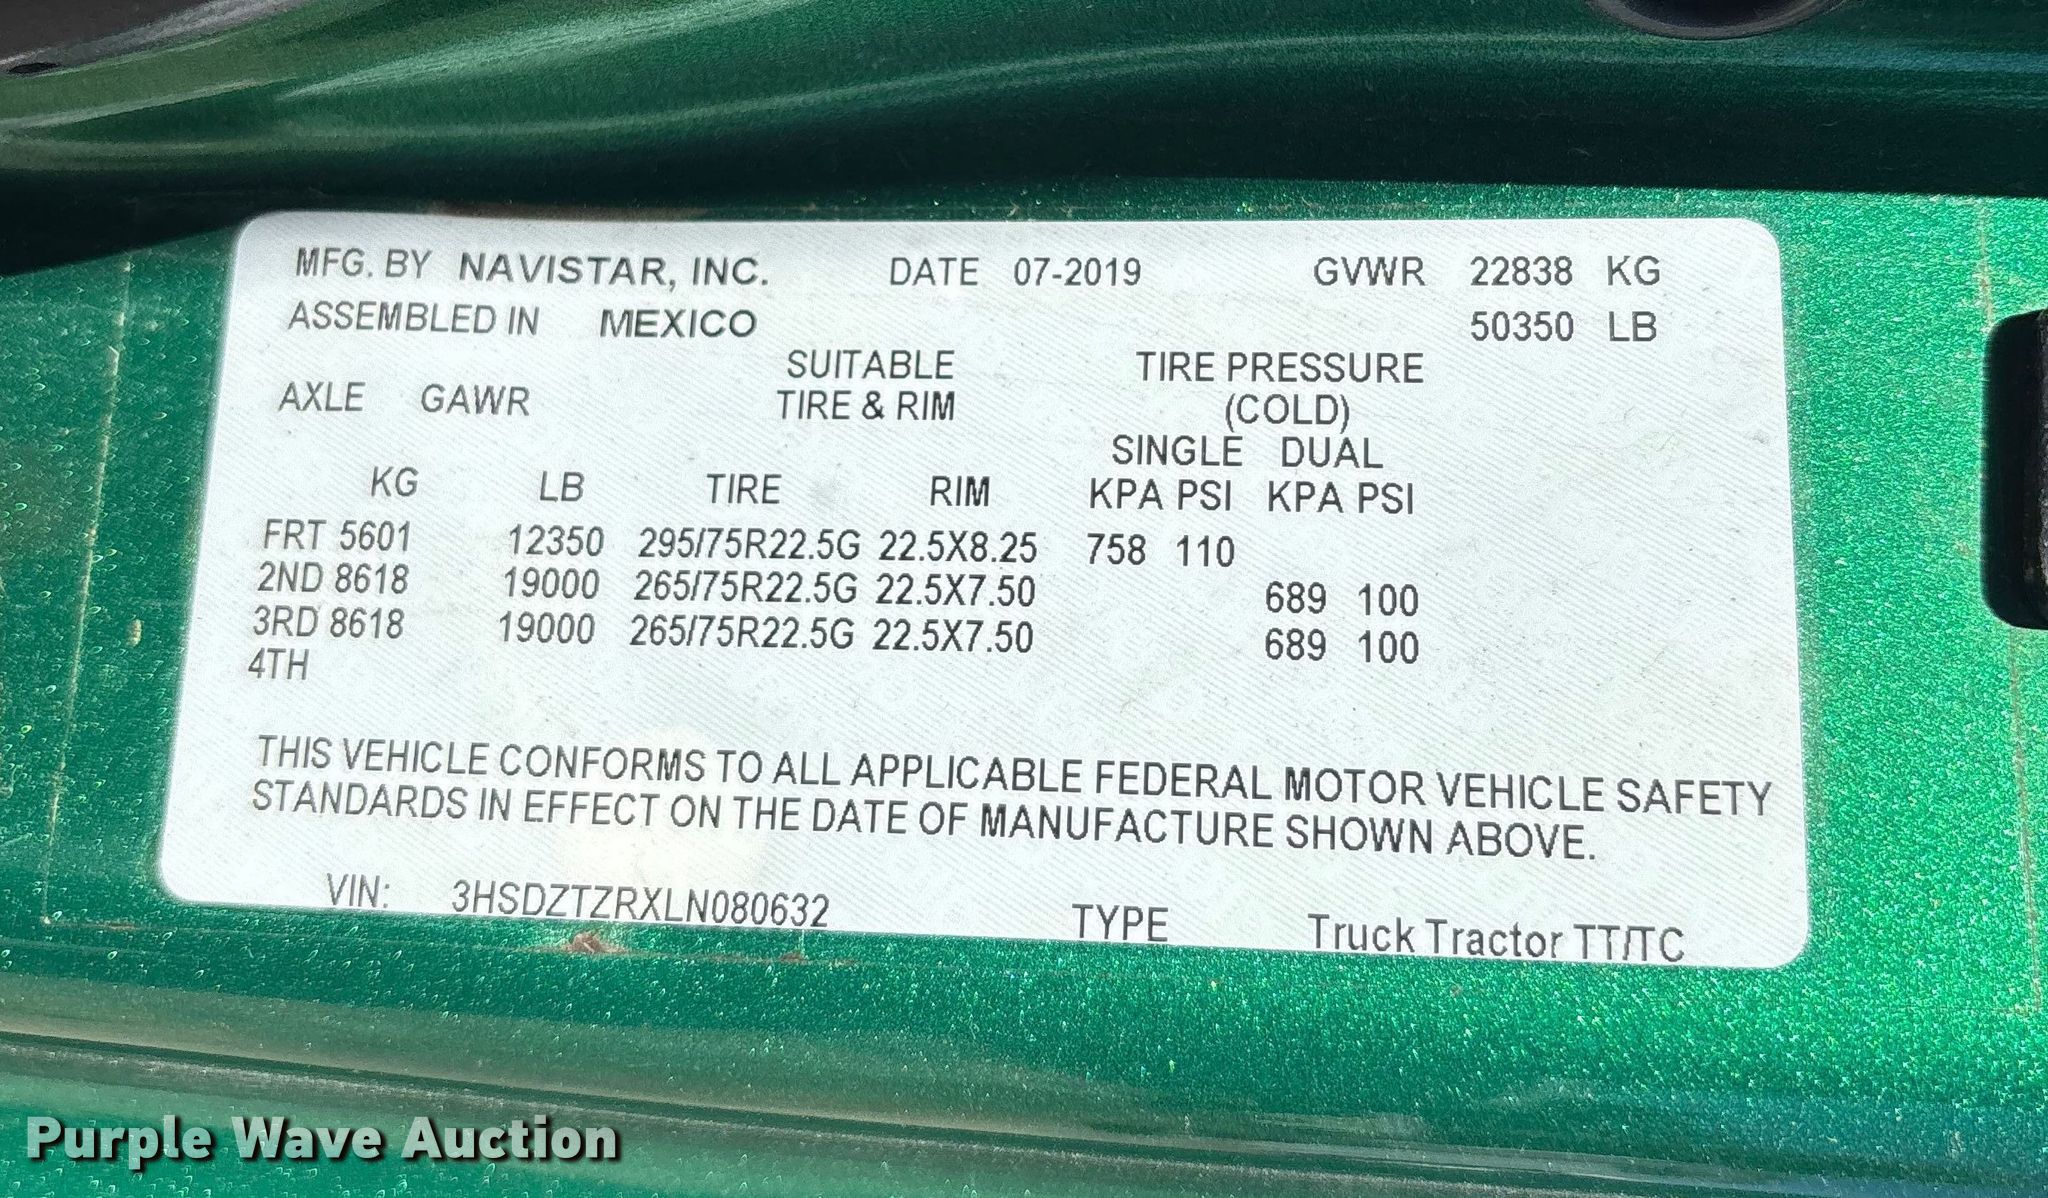 MFG. BY NAVISTAR, INC. DATE 07-2019 GVWR 22838 KG
ASSEMBLED IN MEXICO 50350 LB
SUITABLE TIRE PRESSURE
AXLE GAWR TIRE & RIM (COLD)
SINGLE DUAL
KG LB TIRE RIM KPA PSI KPA PSI
FRT 5601 12350 295/75R22.5G 22.5X8.25 758 110
2ND 8618 19000 265/75R22.5G 22.5X7.50 689 100
3RD 8618 19000 265/75R22.5G 22.5X7.50 689 100
4TH
THIS VEHICLE CONFORMS TO ALL APPLICABLE FEDERAL MOTOR VEHICLE SAFETY
STANDARDS IN EFFECT ON THE DATE OF MANUFACTURE SHOWN ABOVE.
VIN: 3HSDZTZRXLN080632 TYPE Truck Tractor TT/TC
Purple Wave Auction